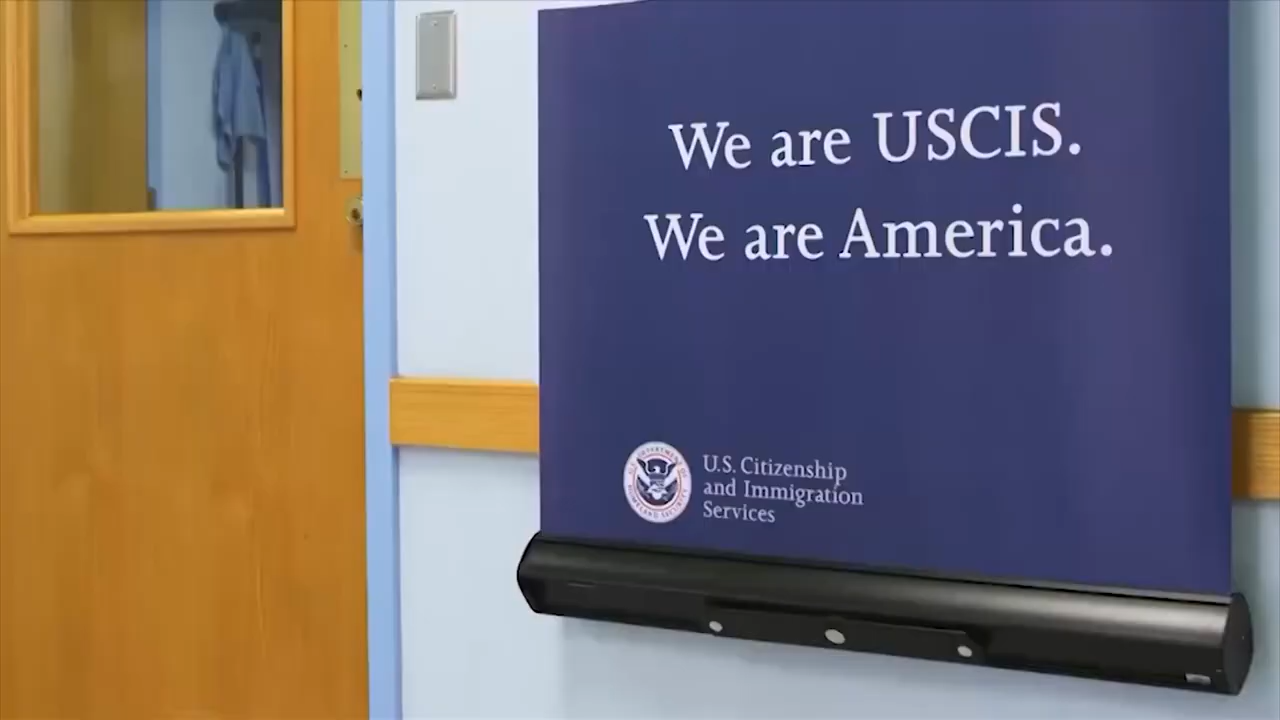 We are USCIS.
We are America.
U.S. Citizenship
and Immigration
Services